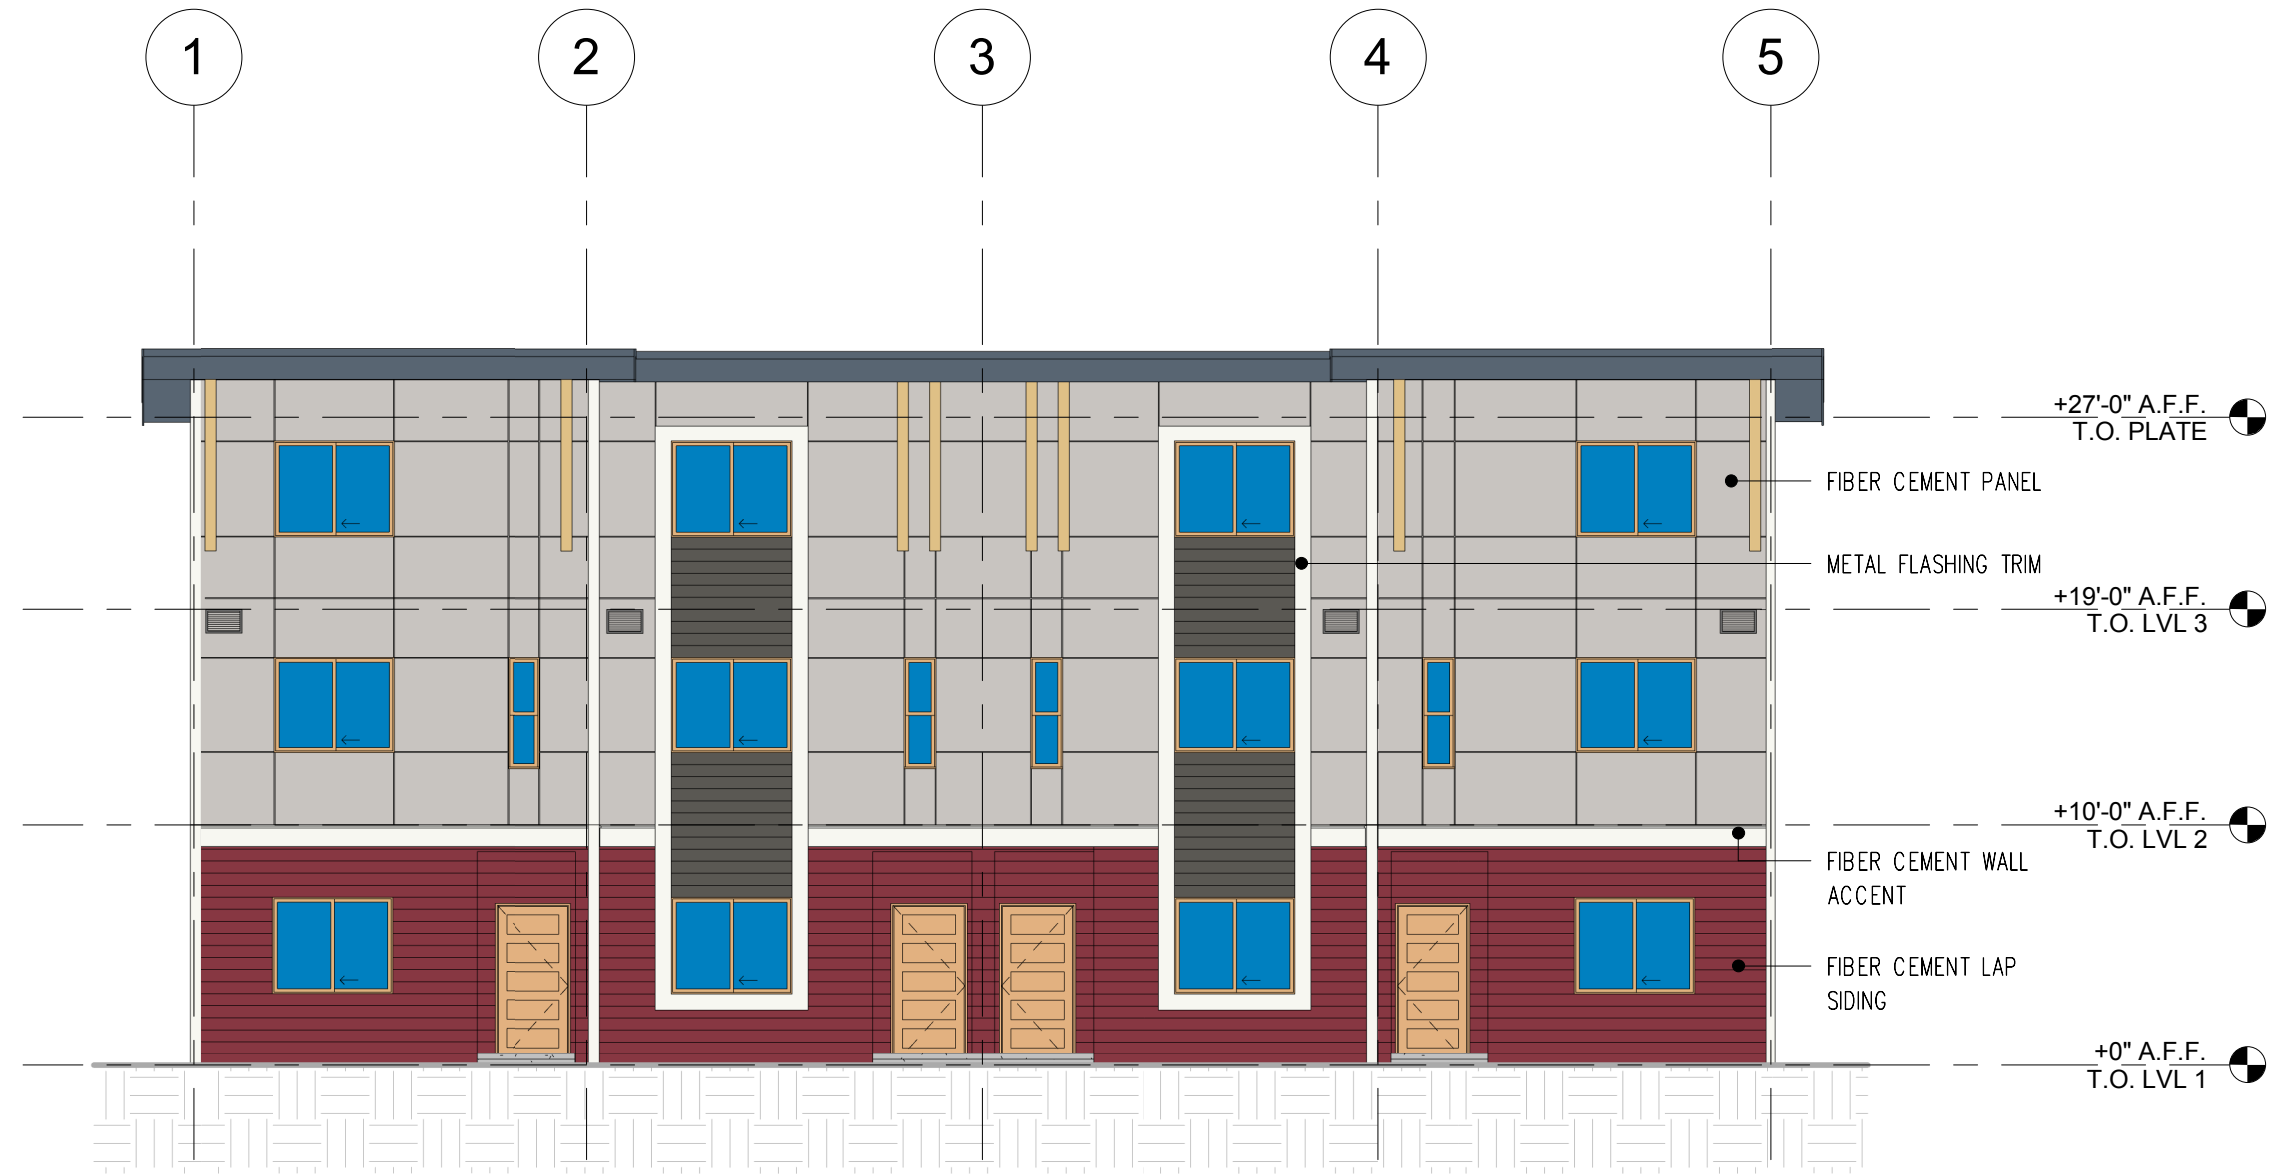 1
2
3
4
5
+27'-0" A.F.F.
T.O. PLATE
FIBER CEMENT PANEL
METAL FLASHING TRIM
+19'-0" A.F.F.
T.O. LVL 3
+10'-0" A.F.F.
T.O. LVL 2
FIBER CEMENT WALL
ACCENT
FIBER CEMENT LAP
SIDING
+0" A.F.F.
T.O. LVL 1